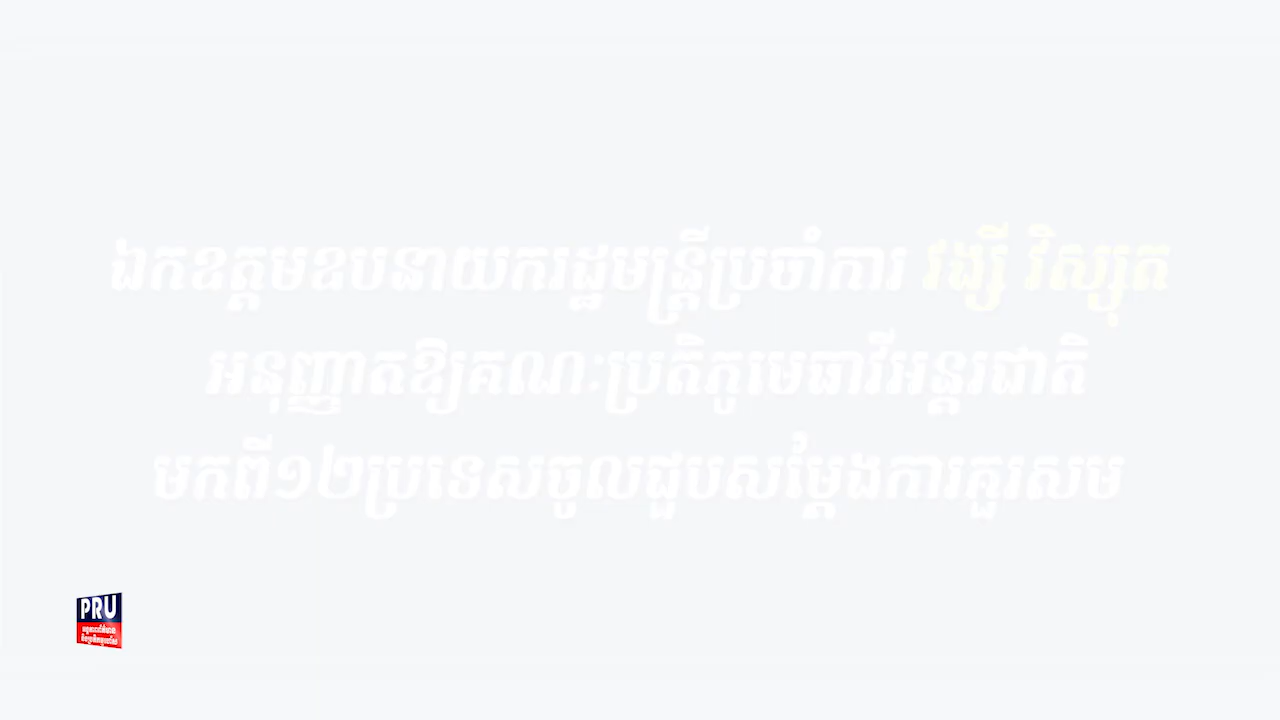 ឯកឧត្តមឧបនាយករដ្ឋមន្ត្រីប្រចាំការ វង្សី វិស្សុត
អនុញ្ញាតឱ្យគណៈប្រតិភូមេធាវីអន្តរជាតិ
មកពី១២ប្រទេសចូលជួបសម្តែងការគួរសម
PRU